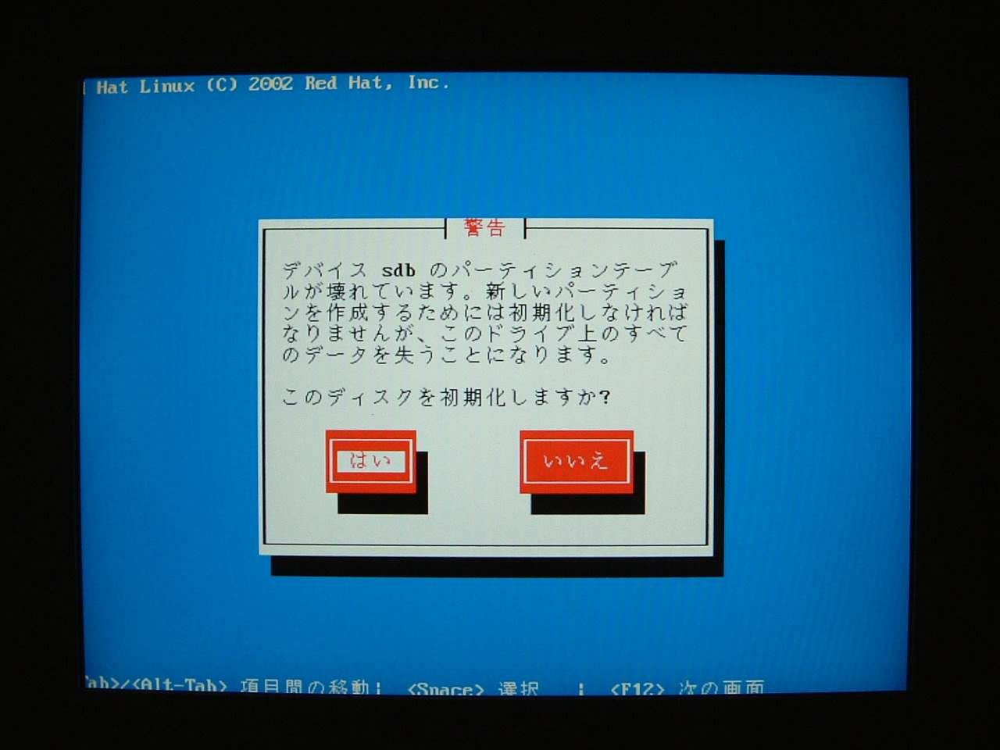 Hat Linux (C) 2002 Red Hat, Inc.
警告
デバイス sdb のパーティションテーブ
ルが壊れています。新しいパーティショ
ンを作成するためには初期化しなければ
なりませんが、このドライブ上のすべて
のデータを失うことになります。
このディスクを初期化しますか?
はい いいえ
Tab>/<Alt-Tab> 項目間の移動¦ <Space> 選択 ¦ <F12> 次の画面